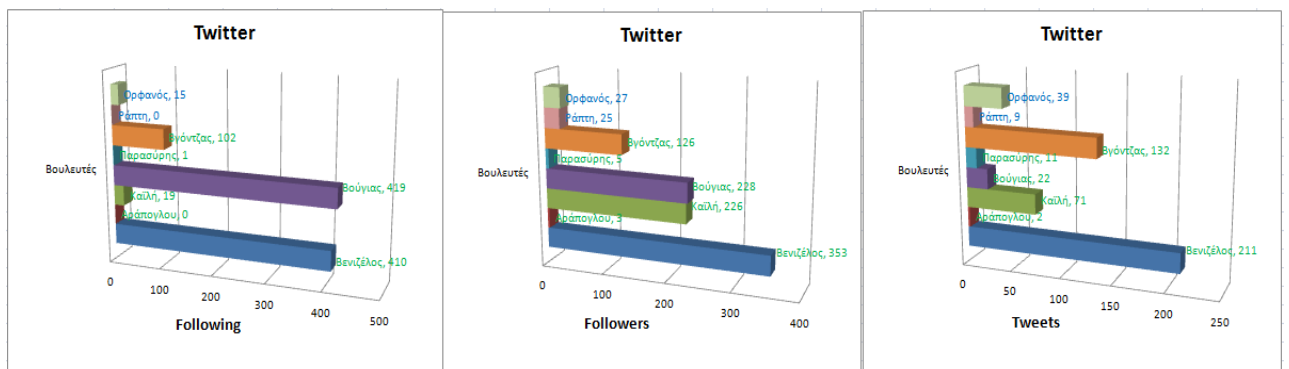 Twitter
Ορφανός, 15
Ράπτη, 0
Βγόντζας, 102
Παρασύρης, 1
Βουλευτές
Βούγιας, 419
Καϊλή, 19
Δράπογλου, 0
Βενιζέλος, 410
0
100
200
300
400
500
Following
Twitter
Ορφανός, 27
Ράπτη, 25
Βγόντζας, 126
Παρασύρης, 5
Βουλευτές
Βούγιας, 228
Καϊλή, 226
Δράπογλου, 3
Βενιζέλος, 353
0
100
200
300
400
Followers
Twitter
Ορφανός, 39
Ράπτη, 9
Βγόντζας, 132
Παρασύρης, 11
Βουλευτές
Βούγιας, 22
Καϊλή, 71
Δράπογλου, 2
Βενιζέλος, 211
0
50
100
150
200
250
Tweets